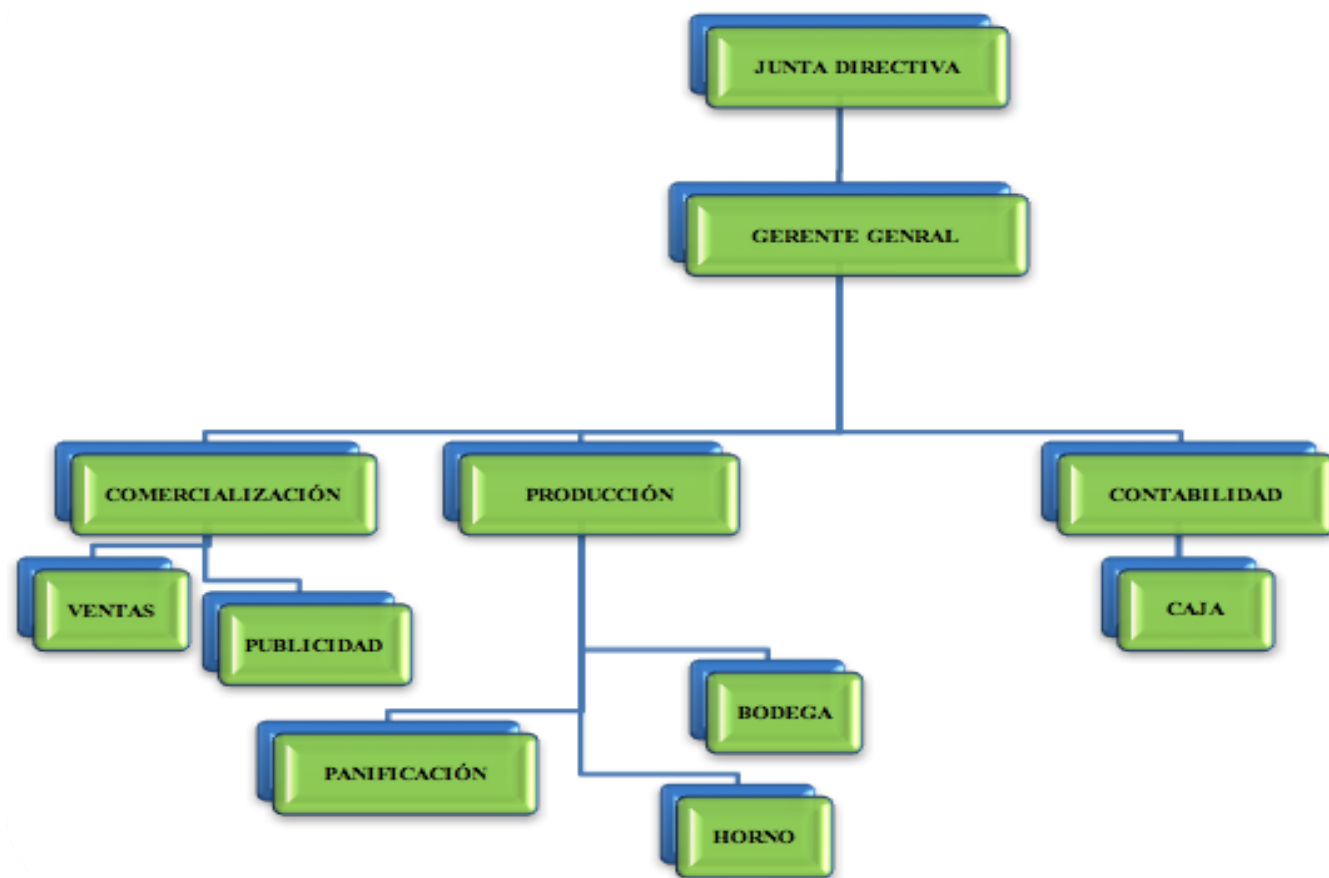 JUNTA DIRECTIVA
GERENTE GENRAL
COMERCIALIZACIÓN
PRODUCCIÓN
CONTABILIDAD
VENTAS
PUBLICIDAD
CAJA
BODEGA
PANIFICACIÓN
HORNO